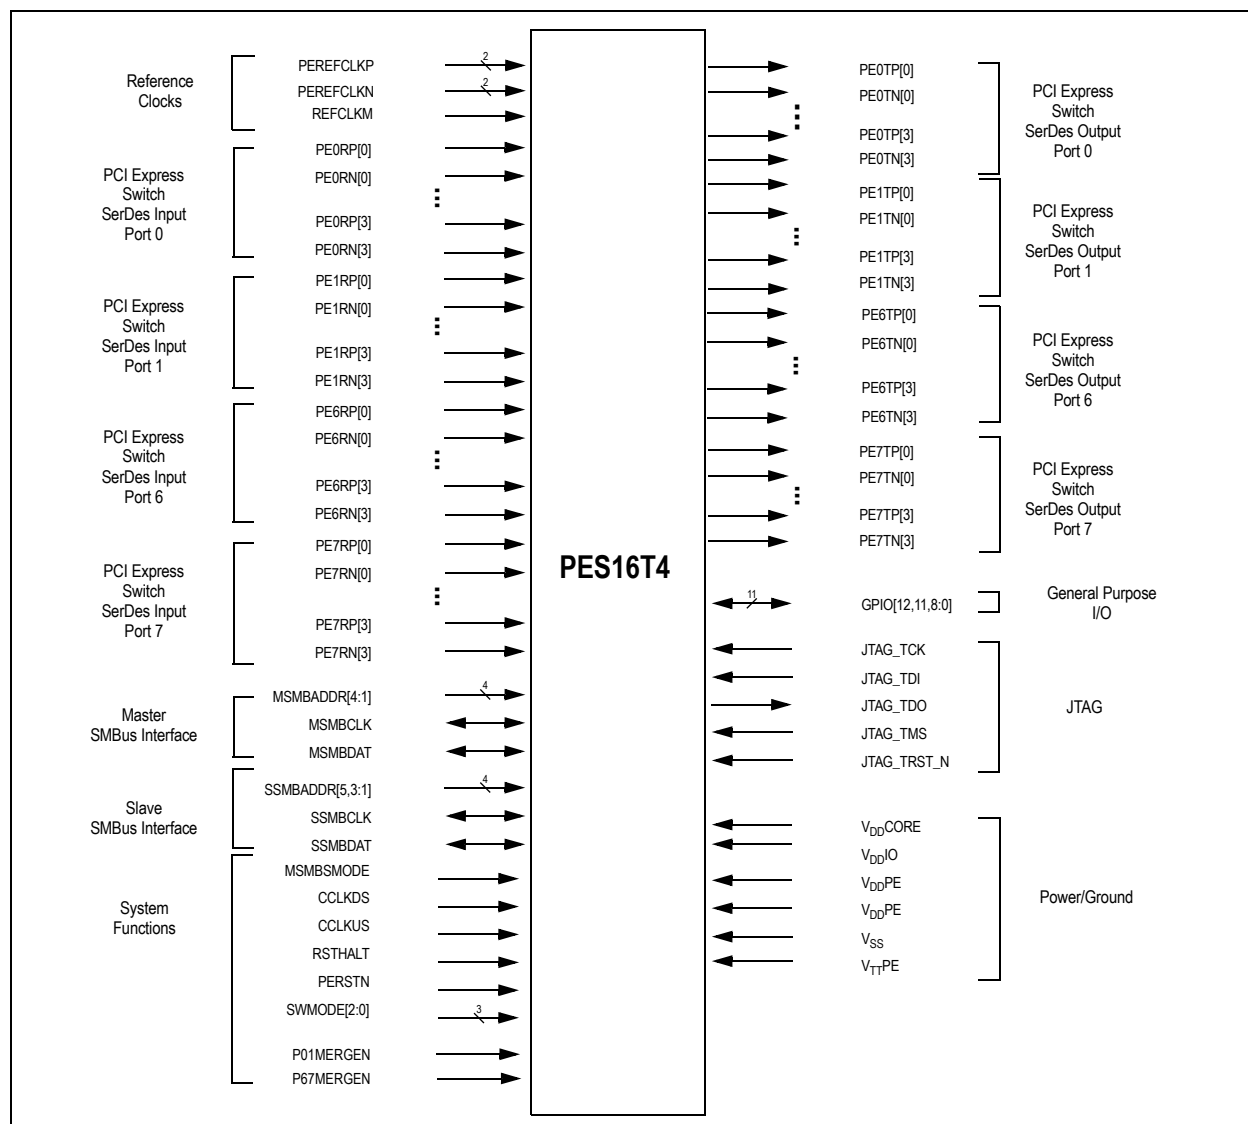 Reference
Clocks
PEREFCLKP
2
PEREFCLKN
2
REFCLKM
PCI Express
Switch
SerDes Input
Port 0
PE0RP[0]
PE0RN[0]
PE0RP[3]
PE0RN[3]
PCI Express
Switch
SerDes Input
Port 1
PE1RP[0]
PE1RN[0]
PE1RP[3]
PE1RN[3]
PCI Express
Switch
SerDes Input
Port 6
PE6RP[0]
PE6RN[0]
PE6RP[3]
PE6RN[3]
PCI Express
Switch
SerDes Input
Port 7
PE7RP[0]
PE7RN[0]
PE7RP[3]
PE7RN[3]
Master
SMBus Interface
MSMBADDR[4:1]
4
MSMBCLK
MSMBDAT
Slave
SMBus Interface
SSMBADDR[5,3:1]
4
SSMBCLK
SSMBDAT
System
Functions
MSMBSMODE
CCLKDS
CCLKUS
RSTHALT
PERSTN
SWMODE[2:0]
3
P01MERGEN
P67MERGEN
PES16T4
PE0TP[0]
PE0TN[0]
PE0TP[3]
PE0TN[3]
PCI Express
Switch
SerDes Output
Port 0
PE1TP[0]
PE1TN[0]
PE1TP[3]
PE1TN[3]
PCI Express
Switch
SerDes Output
Port 1
PE6TP[0]
PE6TN[0]
PE6TP[3]
PE6TN[3]
PCI Express
Switch
SerDes Output
Port 6
PE7TP[0]
PE7TN[0]
PE7TP[3]
PE7TN[3]
PCI Express
Switch
SerDes Output
Port 7
11
GPIO[12,11,8:0]
General Purpose
I/O
JTAG_TCK
JTAG_TDI
JTAG_TDO
JTAG_TMS
JTAG_TRST_N
JTAG
VDDCORE
VDDIO
VDDPE
VDDPE
VSS
VTTPE
Power/Ground